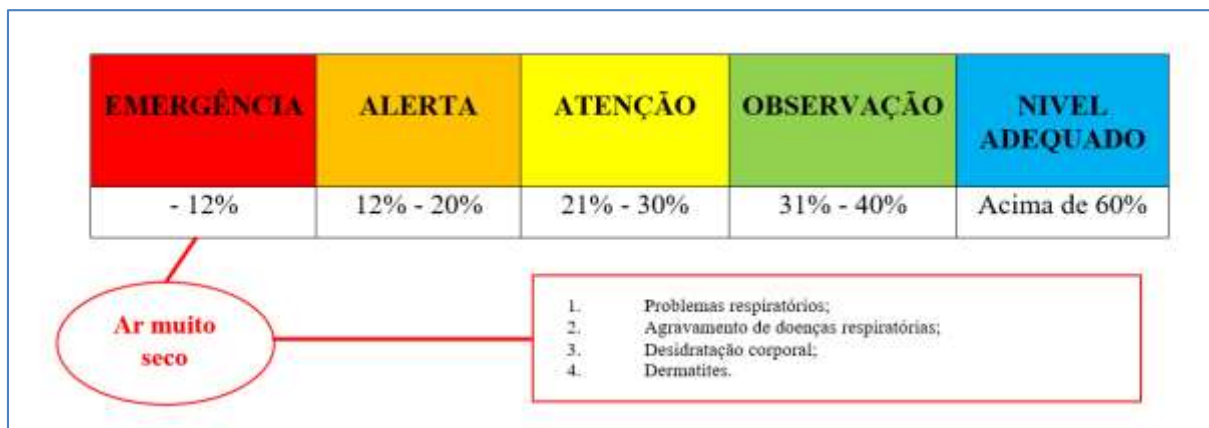 EMERGÊNCIA
ALERTA
ATENÇÃO
OBSERVAÇÃO
NIVEL
ADEQUADO
- 12%
12% - 20%
21% - 30%
31% - 40%
Acima de 60%
Ar muito
seco
1. Problemas respiratórios;
2. Agravamento de doenças respiratórias;
3. Desidratação corporal;
4. Dermatites.